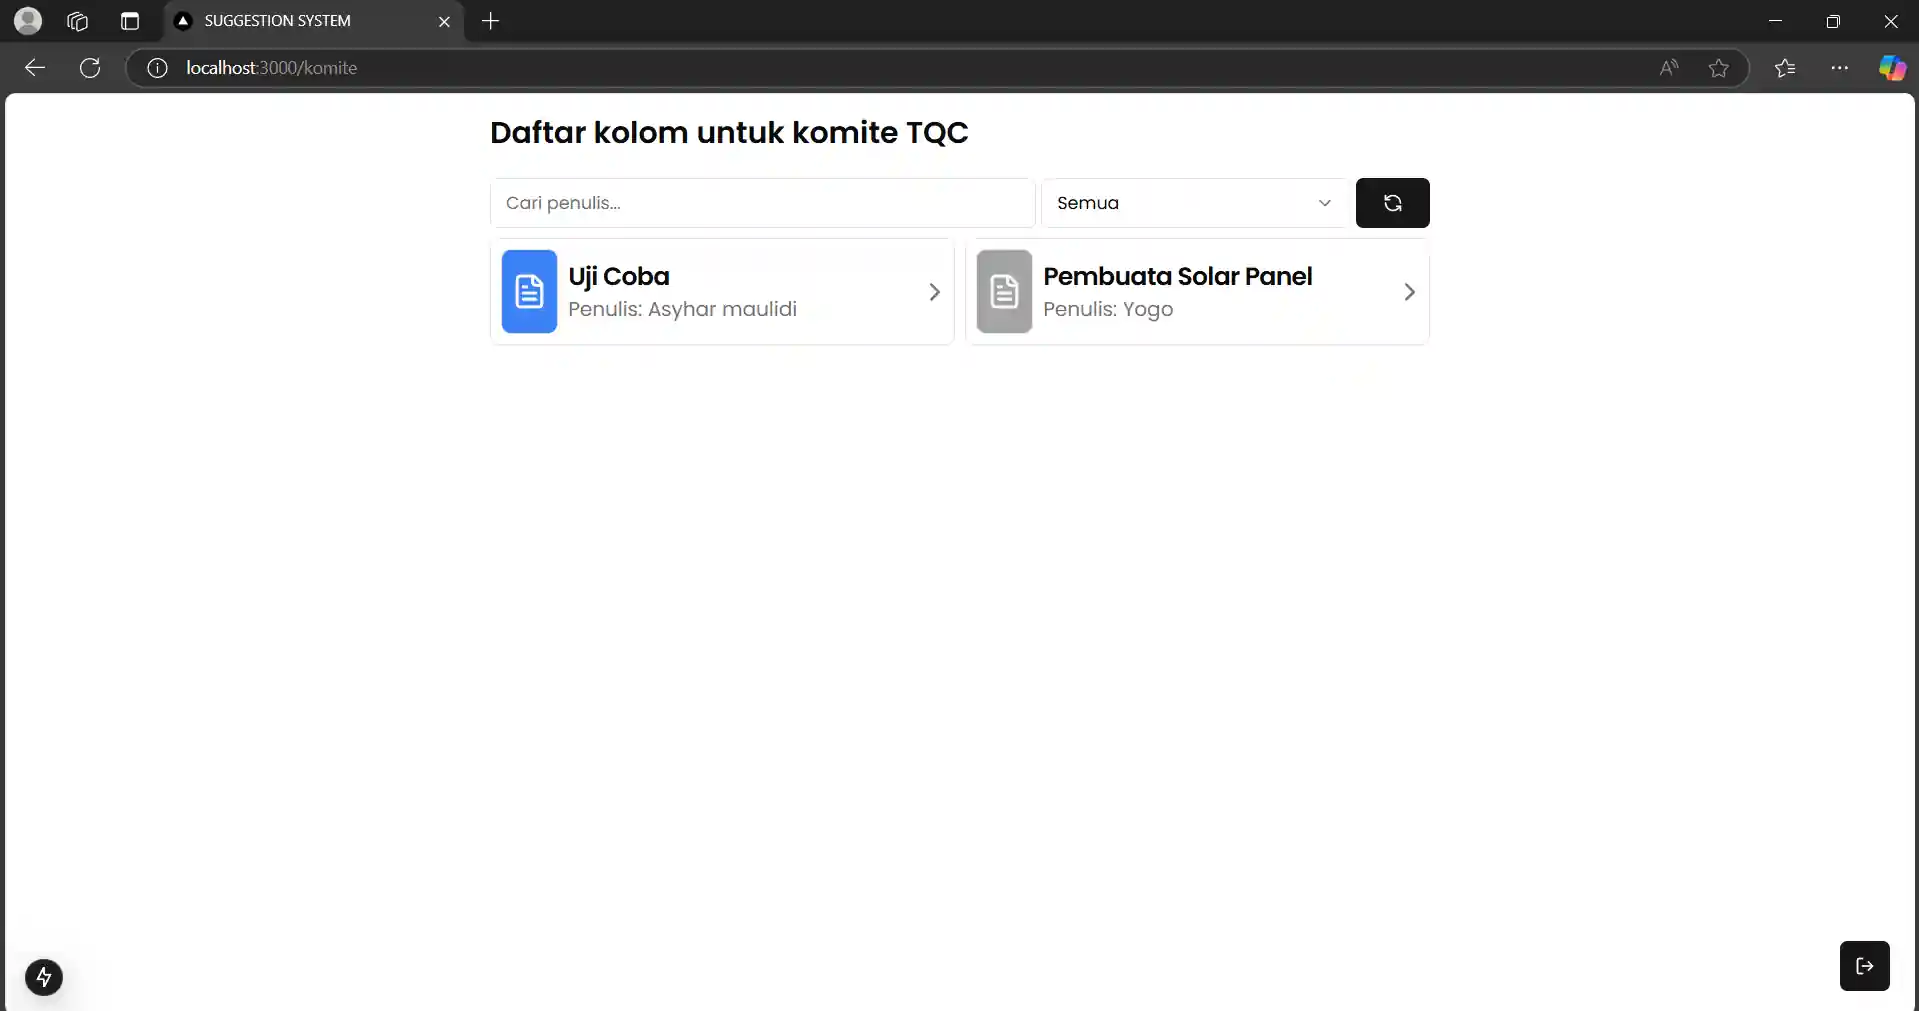 SUGGESTION SYSTEM
localhost:3000/komite
Daftar kolom untuk komite TQC
Cari penulis...
Semua
Uji Coba
Penulis: Asyhar maulidi
Pembuata Solar Panel
Penulis: Yogo